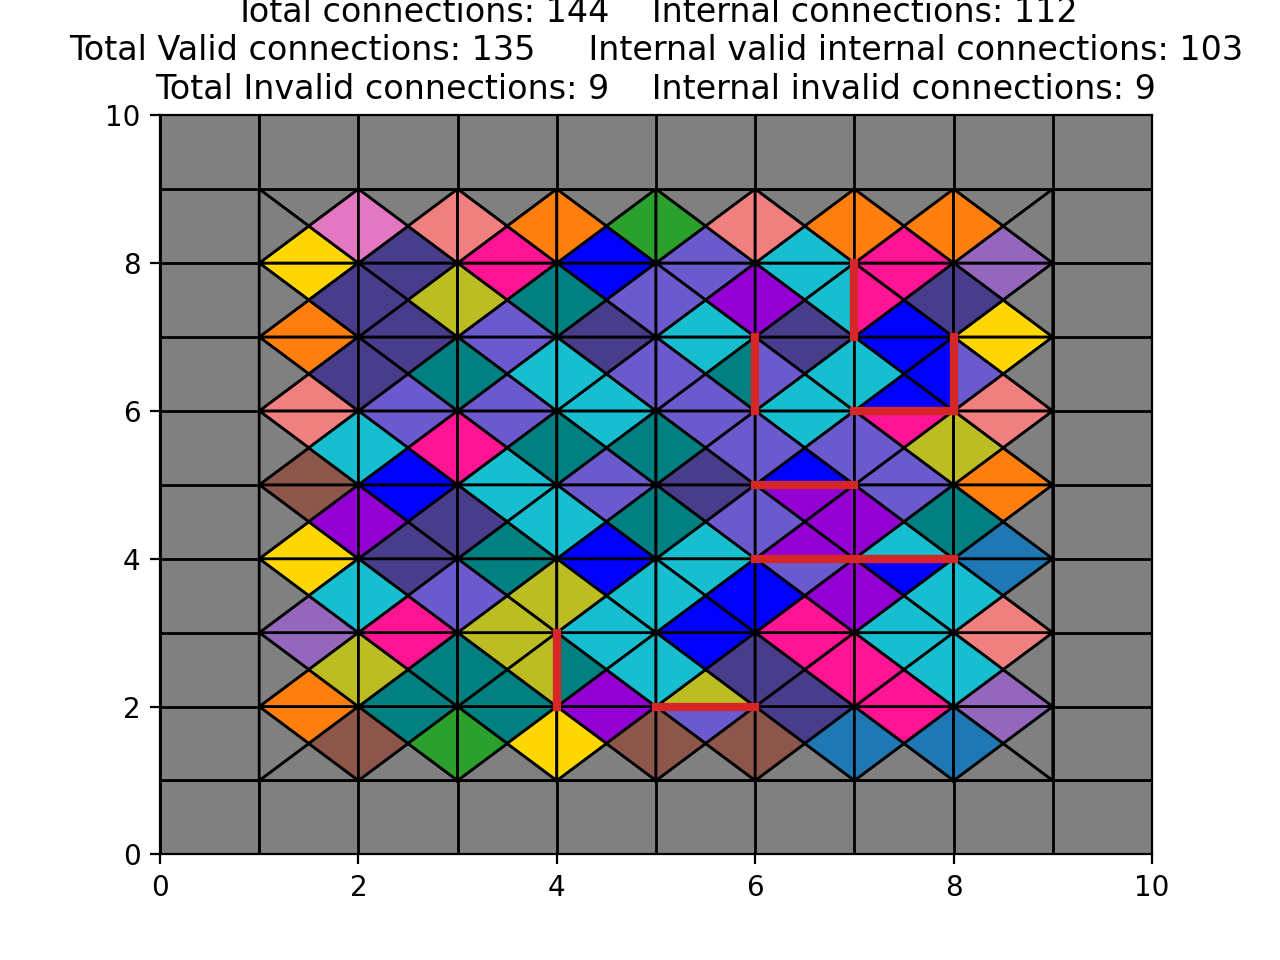 Total connections: 144    Internal connections: 112
Total Valid connections: 135    Internal valid internal connections: 103
Total Invalid connections: 9    Internal invalid connections: 9
10
8
6
4
2
0
0 2 4 6 8 10